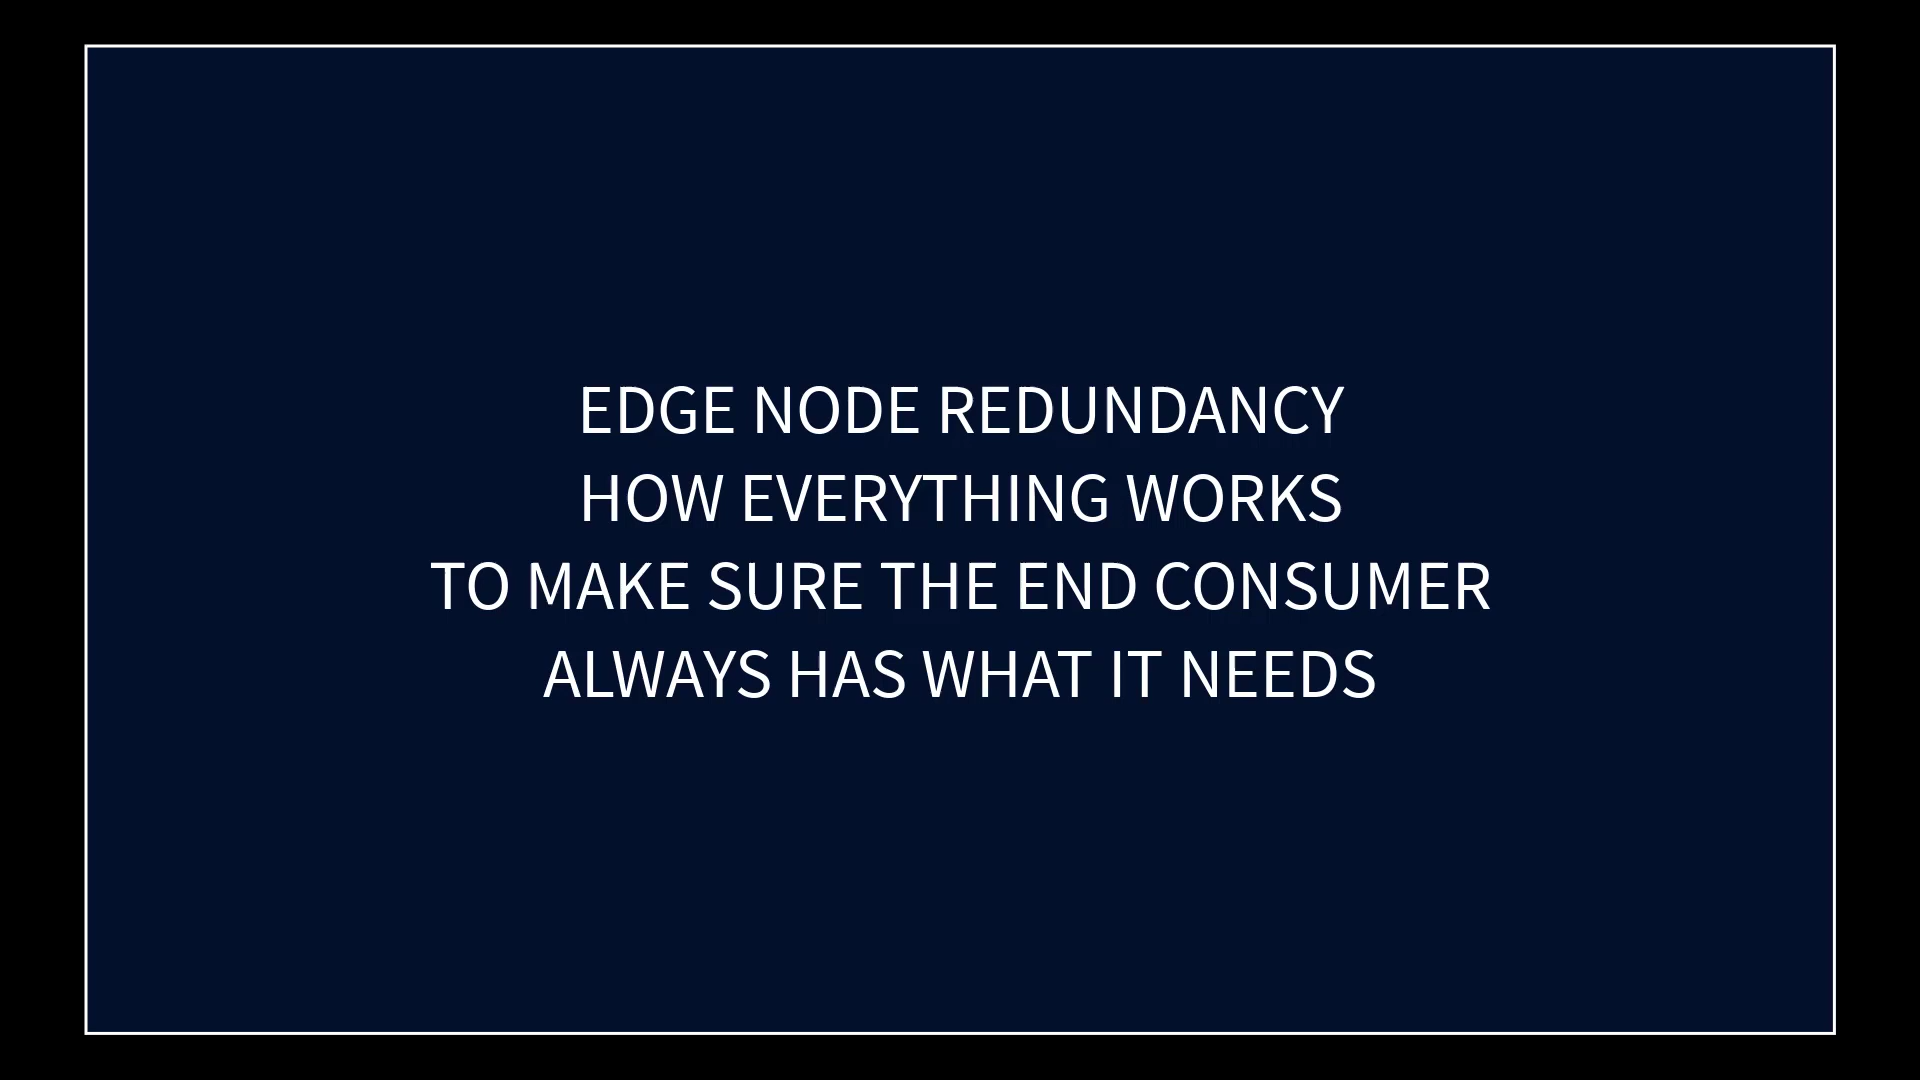 EDGE NODE REDUNDANCY
HOW EVERYTHING WORKS
TO MAKE SURE THE END CONSUMER
ALWAYS HAS WHAT IT NEEDS